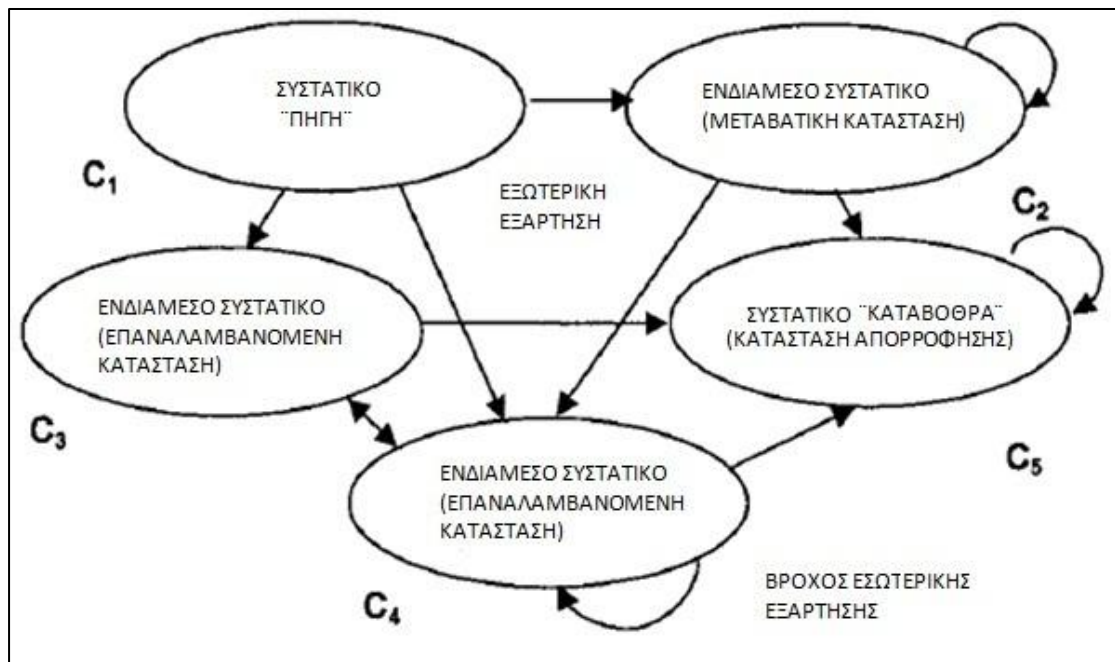 ΣΥΣΤΑΤΙΚΟ
¨ΠΗΓΗ¨
ΕΝΔΙΑΜΕΣΟ ΣΥΣΤΑΤΙΚΟ
(ΜΕΤΑΒΑΤΙΚΗ ΚΑΤΑΣΤΑΣΗ)
C1
ΕΞΩΤΕΡΙΚΗ
ΕΞΑΡΤΗΣΗ
C2
ΕΝΔΙΑΜΕΣΟ ΣΥΣΤΑΤΙΚΟ
(ΕΠΑΝΑΛΑΜΒΑΝΟΜΕΝΗ
ΚΑΤΑΣΤΑΣΗ)
ΣΥΣΤΑΤΙΚΟ ¨ΚΑΤΑΒΟΘΡΑ¨
(ΚΑΤΑΣΤΑΣΗ ΑΠΟΡΡΟΦΗΣΗΣ)
C3
C5
ΕΝΔΙΑΜΕΣΟ ΣΥΣΤΑΤΙΚΟ
(ΕΠΑΝΑΛΑΜΒΑΝΟΜΕΝΗ
ΚΑΤΑΣΤΑΣΗ)
C4
ΒΡΟΧΟΣ ΕΣΩΤΕΡΙΚΗΣ
ΕΞΑΡΤΗΣΗΣ